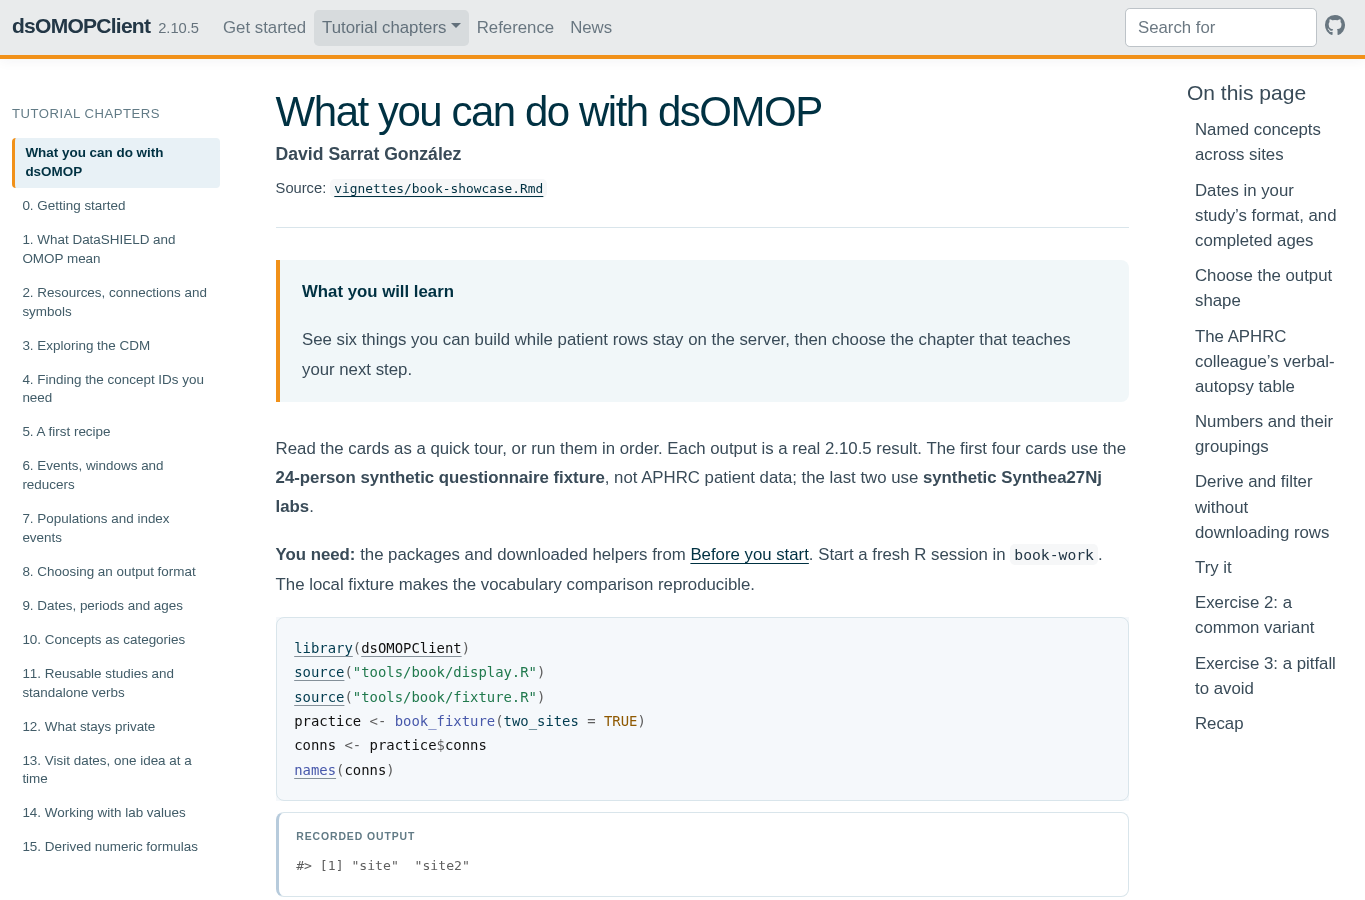 dsOMOPClient 2.10.5 Get started Tutorial chapters Reference News Search for
TUTORIAL CHAPTERS
What you can do with
dsOMOP
0. Getting started
1. What DataSHIELD and
OMOP mean
2. Resources, connections and
symbols
3. Exploring the CDM
4. Finding the concept IDs you
need
5. A first recipe
6. Events, windows and
reducers
7. Populations and index
events
8. Choosing an output format
9. Dates, periods and ages
10. Concepts as categories
11. Reusable studies and
standalone verbs
12. What stays private
13. Visit dates, one idea at a
time
14. Working with lab values
15. Derived numeric formulas
What you can do with dsOMOP
David Sarrat González
Source: vignettes/book-showcase.Rmd
What you will learn
See six things you can build while patient rows stay on the server, then choose the chapter that teaches
your next step.
Read the cards as a quick tour, or run them in order. Each output is a real 2.10.5 result. The first four cards use the
24-person synthetic questionnaire fixture, not APHRC patient data; the last two use synthetic Synthea27Nj
labs.
You need: the packages and downloaded helpers from Before you start. Start a fresh R session in book-work.
The local fixture makes the vocabulary comparison reproducible.
library(dsOMOPClient)
source("tools/book/display.R")
source("tools/book/fixture.R")
practice <- book_fixture(two_sites = TRUE)
conns <- practice$conns
names(conns)
RECORDED OUTPUT
#> [1] "site"  "site2"
On this page
Named concepts
across sites
Dates in your
study’s format, and
completed ages
Choose the output
shape
The APHRC
colleague’s verbal-
autopsy table
Numbers and their
groupings
Derive and filter
without
downloading rows
Try it
Exercise 2: a
common variant
Exercise 3: a pitfall
to avoid
Recap